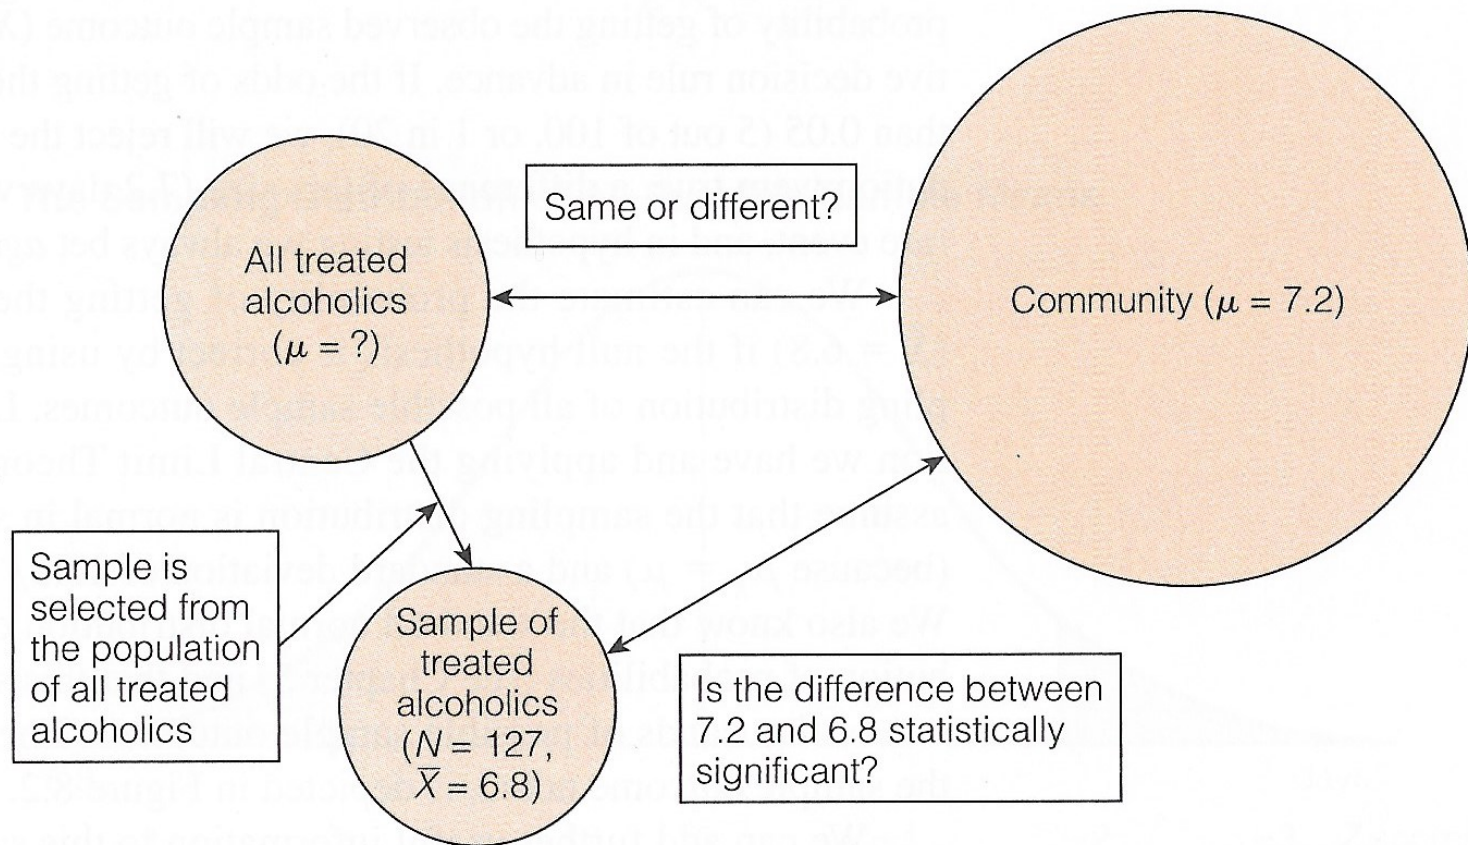 All treated
alcoholics
(μ = ?)
Same or different?
Community (μ = 7.2)
Sample is
selected from
the population
of all treated
alcoholics
Sample of
treated
alcoholics
(N = 127,
X̄ = 6.8)
Is the difference between
7.2 and 6.8 statistically
significant?